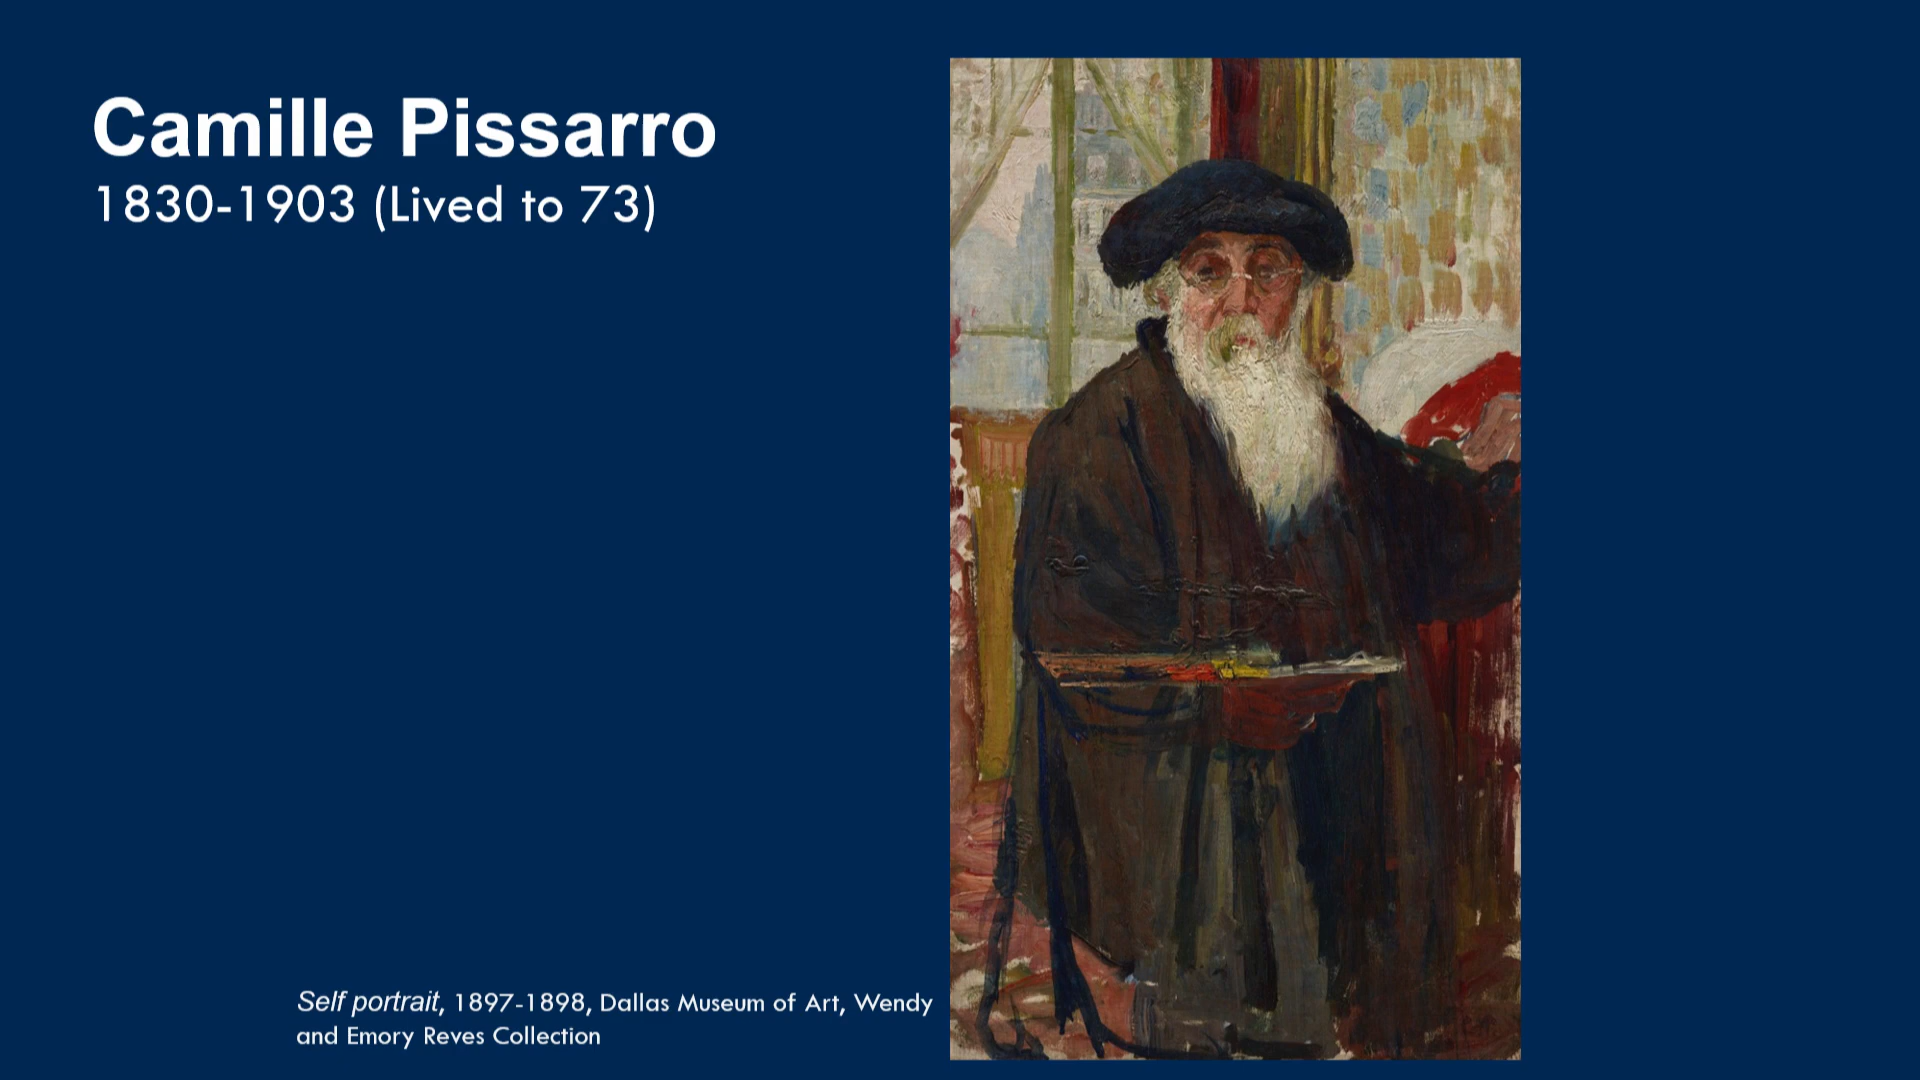 Camille Pissarro
1830-1903 (Lived to 73)
Self portrait, 1897-1898, Dallas Museum of Art, Wendy
and Emory Reves Collection